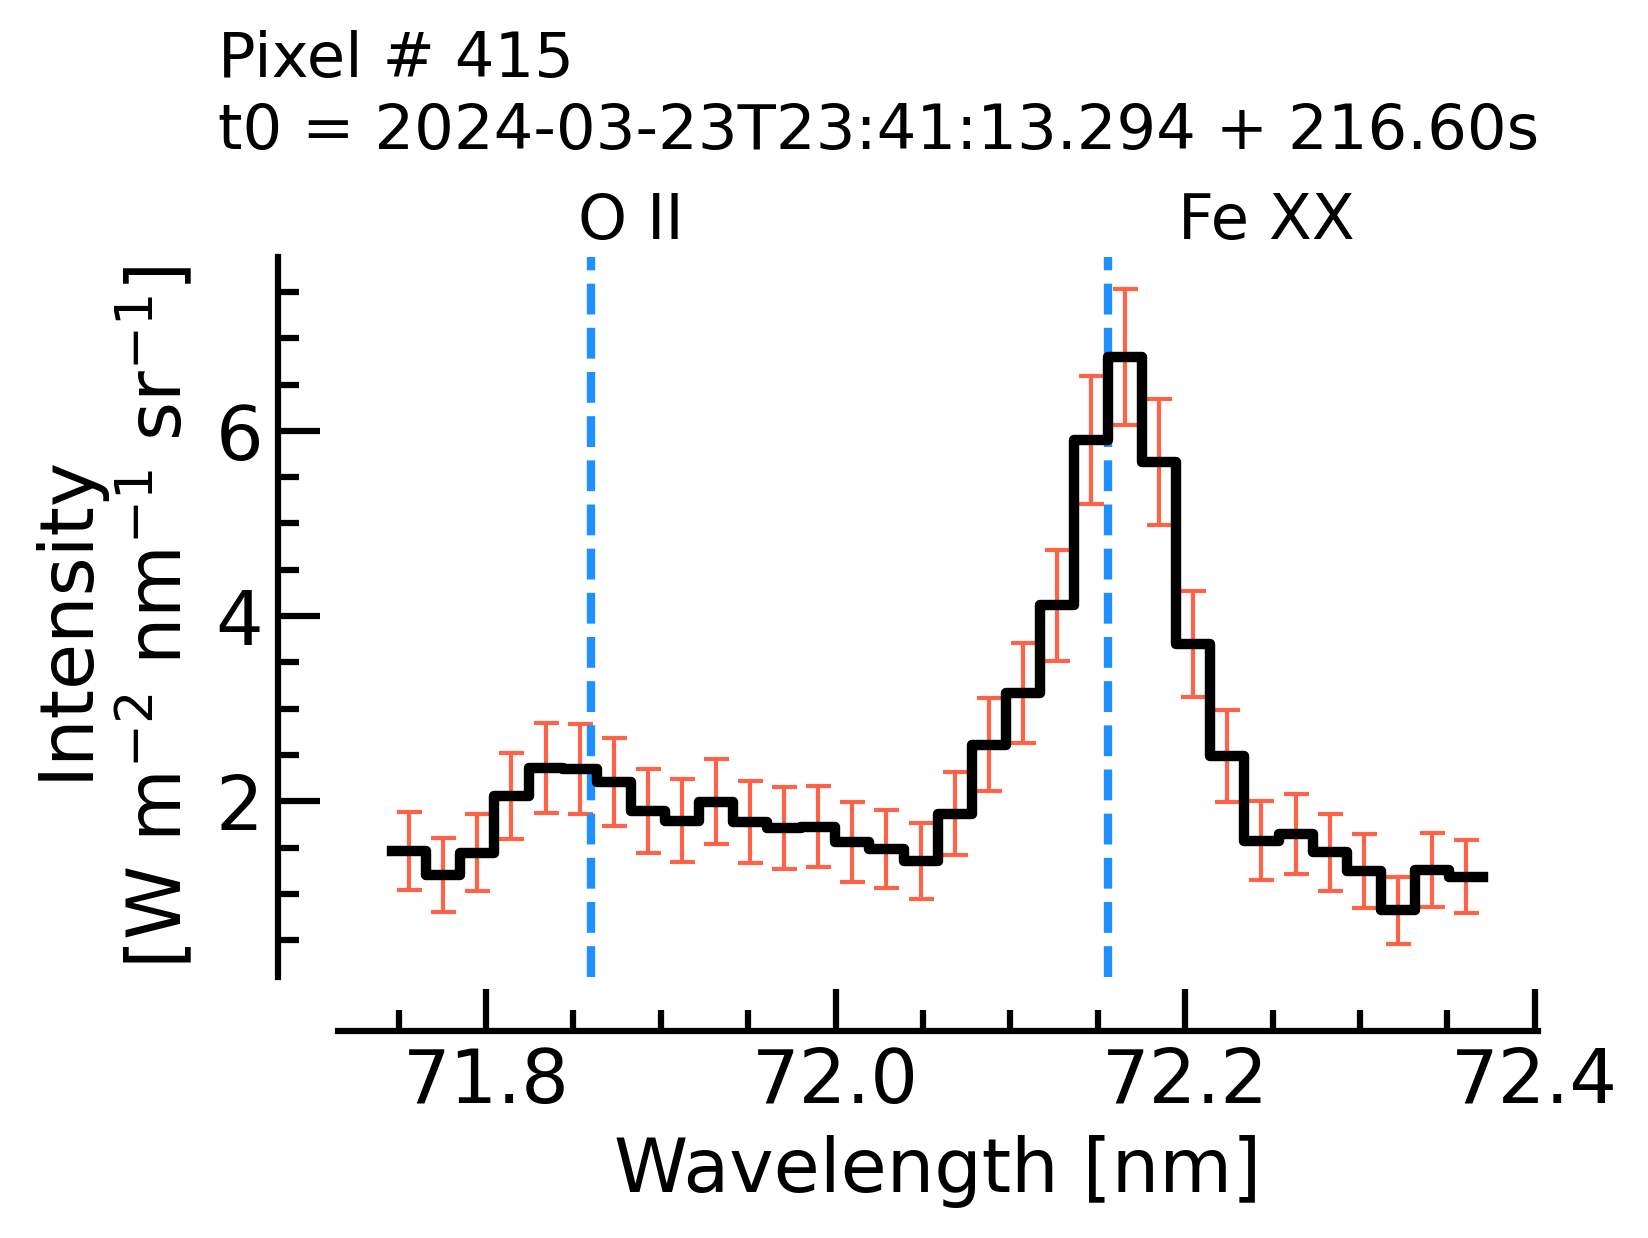 Pixel # 415
t0 = 2024-03-23T23:41:13.294 + 216.60s
O II
Fe XX
Intensity
[W m⁻² nm⁻¹ sr⁻¹]
6
4
2
71.8 72.0 72.2 72.4
Wavelength [nm]